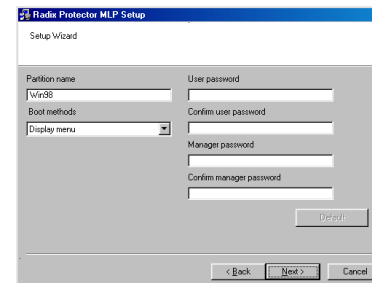 Radix Protector MLP Setup
Setup Wizard
Partition name
Win98
Boot methods
Display menu
User password
Confirm user password
Manager password
Confirm manager password
Default
< Back
Next >
Cancel